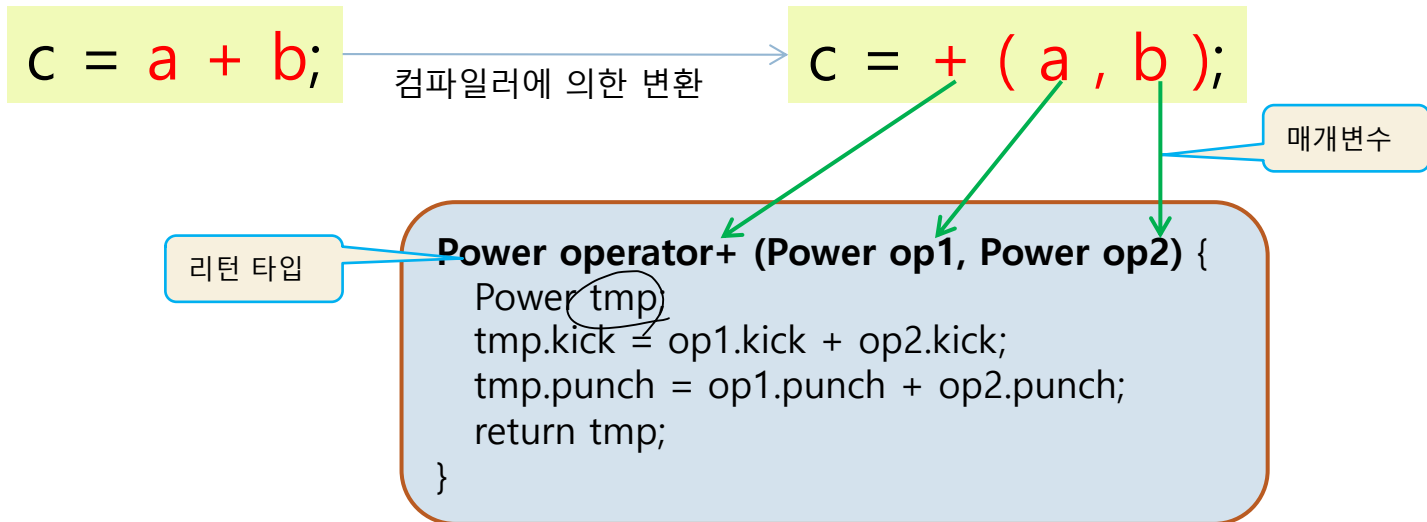 c = a + b;
컴파일러에 의한 변환
c = + ( a , b );
매개변수
리턴 타입
Power operator+ (Power op1, Power op2) {
Power tmp;
tmp.kick = op1.kick + op2.kick;
tmp.punch = op1.punch + op2.punch;
return tmp;
}